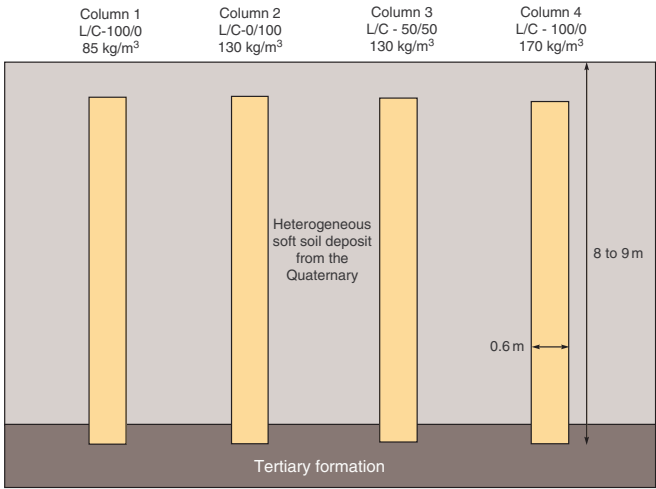 Column 1
L/C-100/0
85 kg/m³
Column 2
L/C-0/100
130 kg/m³
Column 3
L/C - 50/50
130 kg/m³
Column 4
L/C - 100/0
170 kg/m³
Heterogeneous
soft soil deposit
from the
Quaternary
8 to 9 m
0.6 m
Tertiary formation